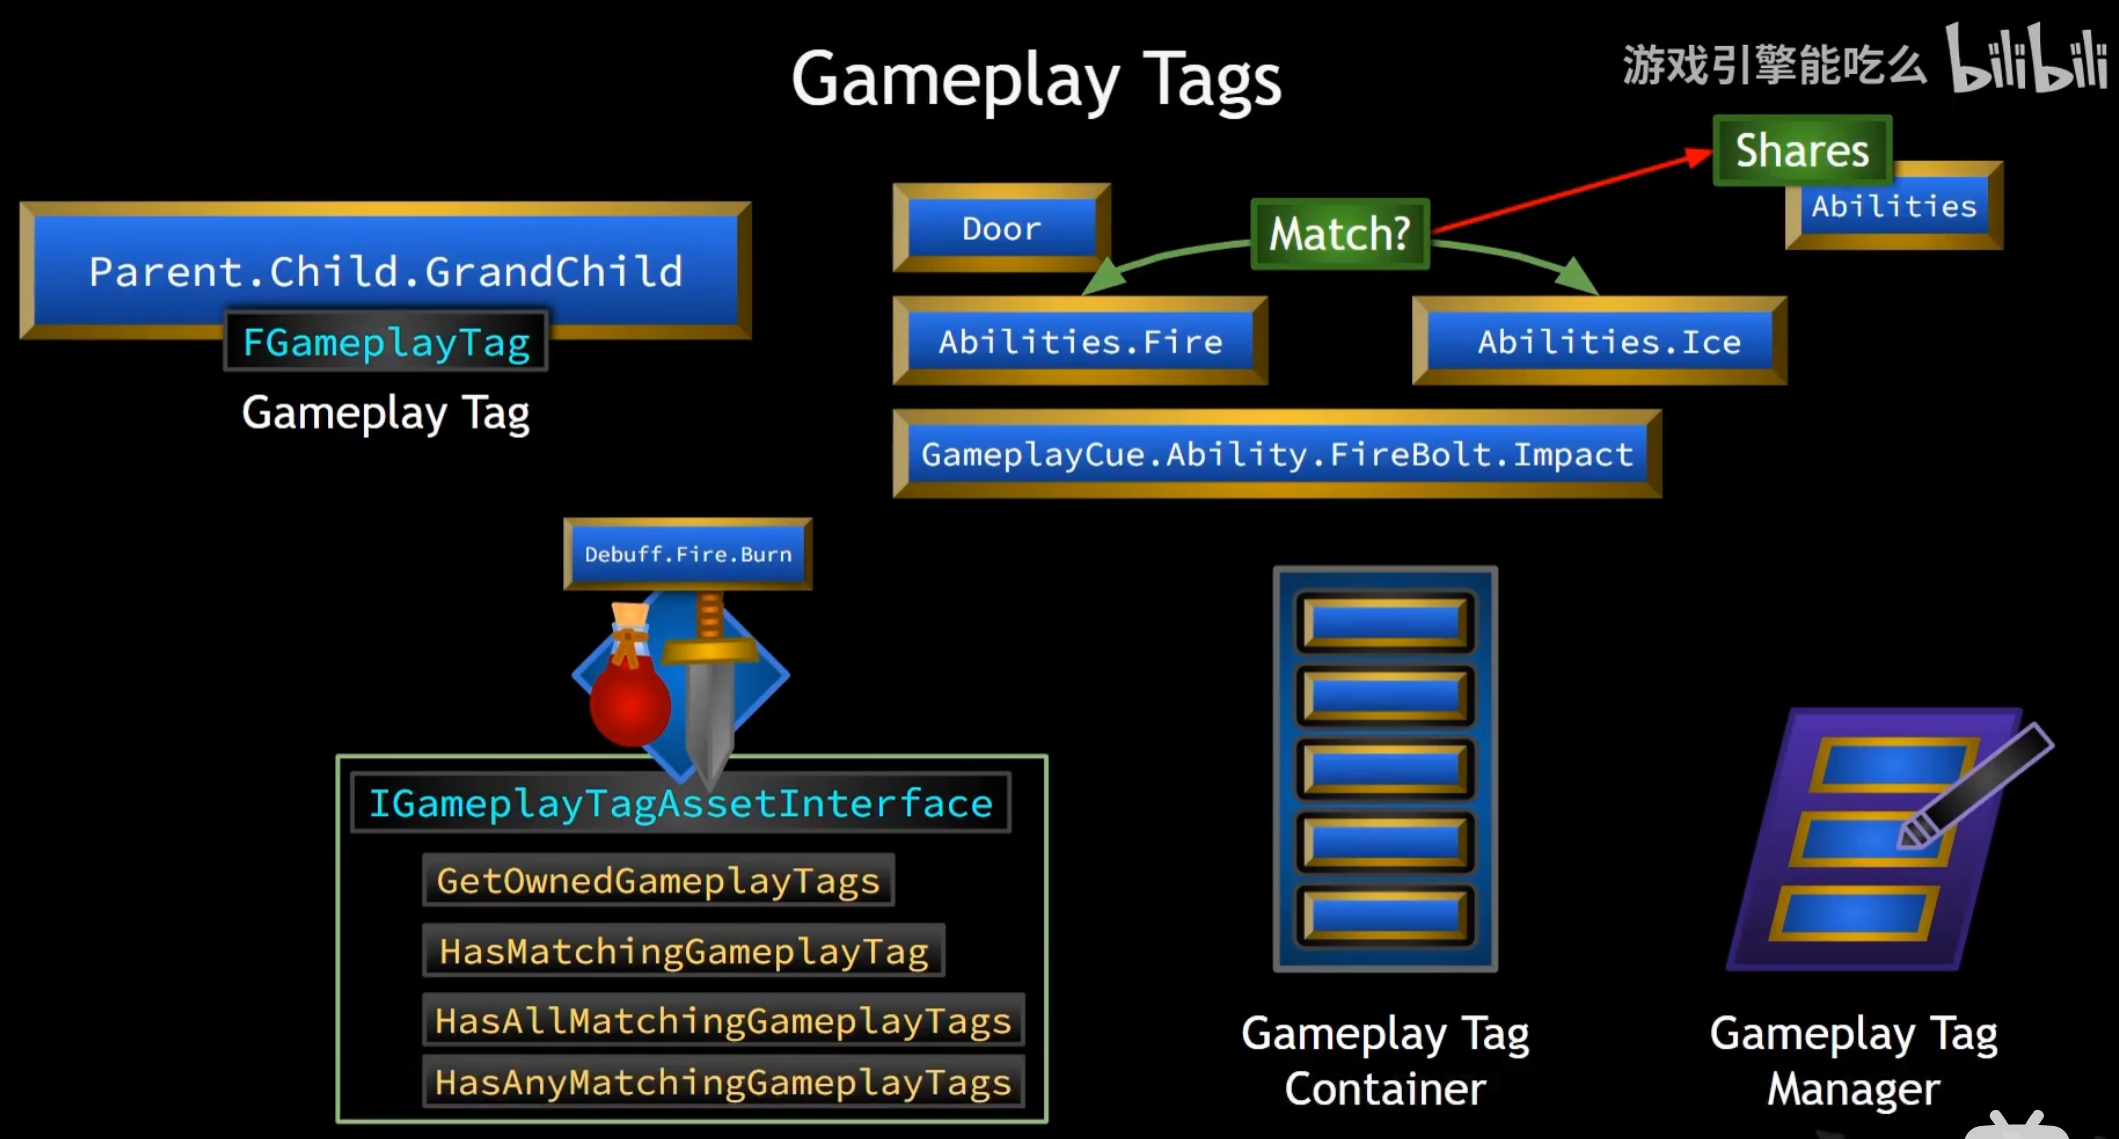 Gameplay Tags
游戏引擎能吃么 bilibili
Parent.Child.GrandChild
FGameplayTag
Gameplay Tag
Door
Match?
Shares
Abilities
Abilities.Fire
Abilities.Ice
GameplayCue.Ability.FireBolt.Impact
Debuff.Fire.Burn
IGameplayTagAssetInterface
GetOwnedGameplayTags
HasMatchingGameplayTag
HasAllMatchingGameplayTags
HasAnyMatchingGameplayTags
Gameplay Tag
Container
Gameplay Tag
Manager